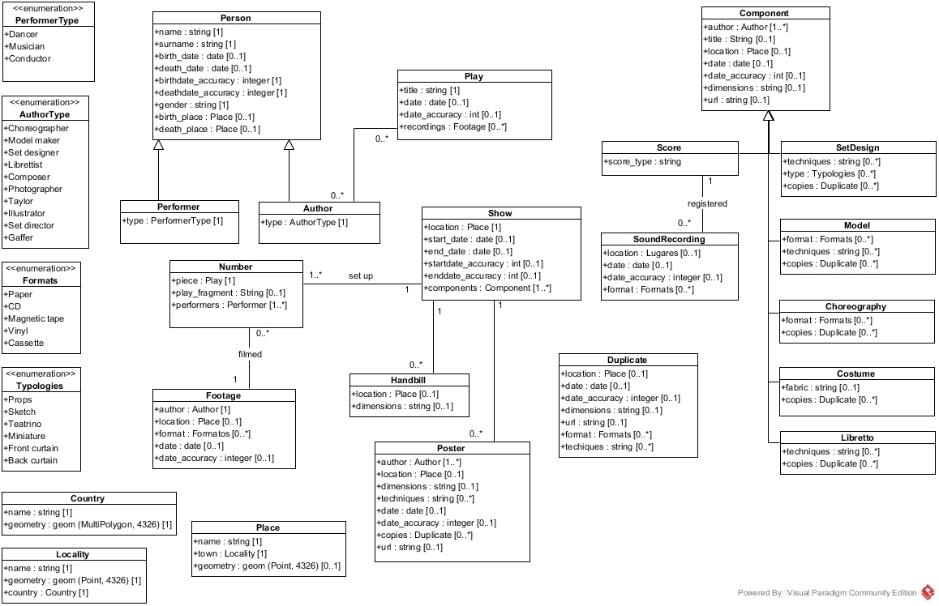 <<enumeration>>
PerformerType
+Dancer
+Musician
+Conductor
<<enumeration>>
AuthorType
+Choreographer
+Model maker
+Set designer
+Librettist
+Composer
+Photographer
+Taylor
+Illustrator
+Set director
+Gaffer
<<enumeration>>
Formats
+Paper
+CD
+Magnetic tape
+Vinyl
+Cassette
<<enumeration>>
Typologies
+Props
+Sketch
+Teatrino
+Miniature
+Front curtain
+Back curtain
Country
+name : string [1]
+geometry : geom (MultiPolygon, 4326) [1]
Locality
+name : string [1]
+geometry : geom (Point, 4326) [1]
+country : Country [1]
Person
+name : string [1]
+surname : string [1]
+birth_date : date [0..1]
+death_date : date [0..1]
+birthdate_accuracy : integer [1]
+deathdate_accuracy : integer [1]
+gender : string [1]
+birth_place : Place [0..1]
+death_place : Place [0..1]
Performer
+type : PerformerType [1]
Author
+type : AuthorType [1]
0..*
0..*
Play
+title : string [1]
+date : date [0..1]
+date_accuracy : int [0..1]
+recordings : Footage [0..*]
Number
+piece : Play [1]
+play_fragment : String [0..1]
+performers : Performer [1..*]
1..*
set up
1
Show
+location : Place [1]
+start_date : date [0..1]
+end_date : date [0..1]
+startdate_accuracy : int [0..1]
+enddate_accuracy : int [0..1]
+components : Component [1..*]
0..*
filmed
1
Footage
+author : Author [1]
+location : Place [0..1]
+format : Formatos [0..*]
+date : date [0..1]
+date_accuracy : integer [0..1]
1
0..*
Handbill
+location : Place [0..1]
+dimensions : string [0..1]
1
0..*
Poster
+author : Author [1..*]
+location : Place [0..1]
+dimensions : string [0..1]
+techniques : string [0..*]
+date : date [0..1]
+date_accuracy : integer [0..1]
+copies : Duplicate [0..*]
+url : string [0..1]
Place
+name : string [1]
+town : Locality [1]
+geometry : geom (Point, 4326) [0..1]
Component
+author : Author [1..*]
+title : String [0..1]
+location : Place [0..1]
+date : date [0..1]
+date_accuracy : int [0..1]
+dimensions : string [0..1]
+url : string [0..1]
Score
+score_type : string
1
registered
0..*
SoundRecording
+location : Lugares [0..1]
+date : date [0..1]
+date_accuracy : integer [0..1]
+format : Formats [0..*]
Duplicate
+location : Place [0..1]
+date : date [0..1]
+date_accuracy : integer [0..1]
+dimensions : string [0..1]
+url : string [0..1]
+format : Formats [0..*]
+techniques : string [0..*]
SetDesign
+techniques : string [0..*]
+type : Typologies [0..*]
+copies : Duplicate [0..*]
Model
+format : Formats [0..*]
+techniques : string [0..*]
+copies : Duplicate [0..*]
Choreography
+format : Formats [0..*]
+copies : Duplicate [0..*]
Costume
+fabric : string [0..1]
+copies : Duplicate [0..*]
Libretto
+techniques : string [0..*]
+copies : Duplicate [0..*]
Powered By Visual Paradigm Community Edition